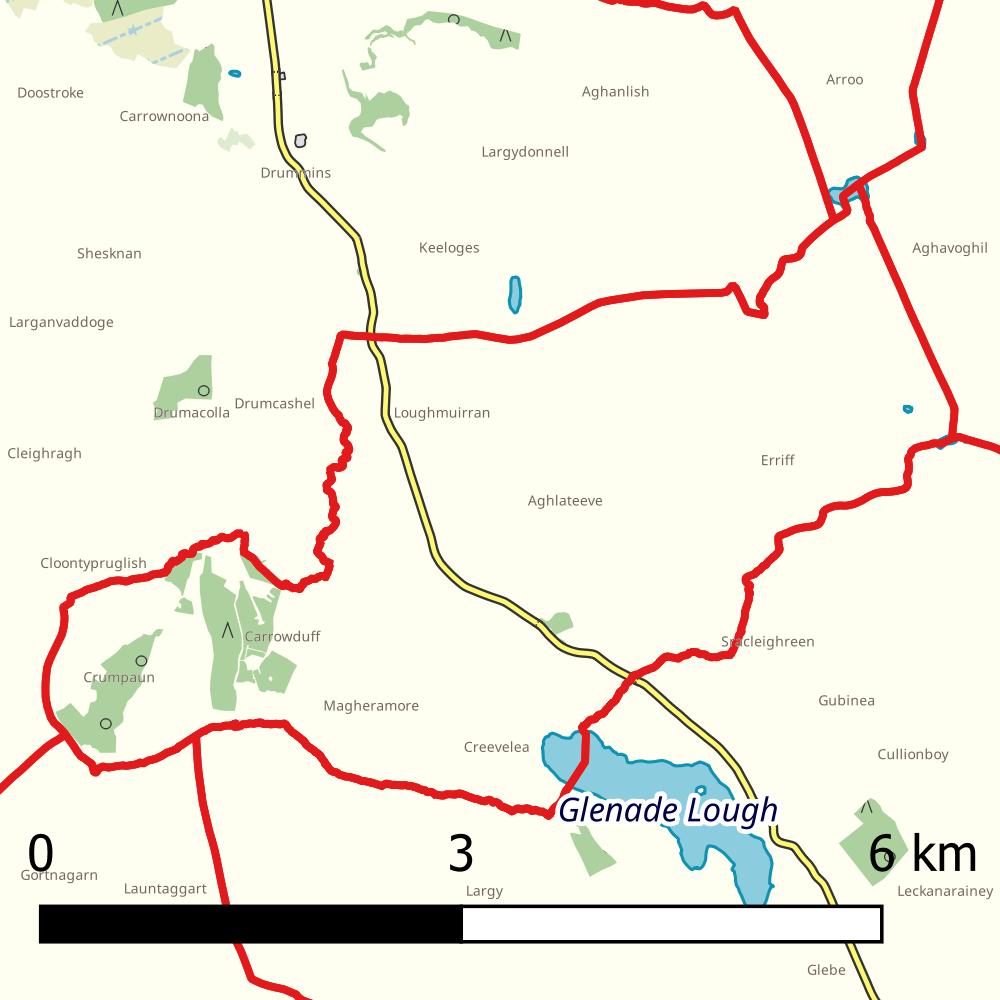 Arroo
Aghanlish
Doostroke
Carrownoona
Largydonnell
Drummins
Keeloges
Aghavoghil
Shesknan
Larganvaddoge
Drumcashel
Drumacolla
Loughmuirran
Cleighragh
Erriff
Aghlateeve
Cloontypruglish
Carrowduff
Sracleighreen
Crumpaun
Gubinea
Magheramore
Creevelea
Cullionboy
Glenade Lough
0 3 6 km
Gortnagarn
Launtaggart
Largy
Leckanarainey
Glebe